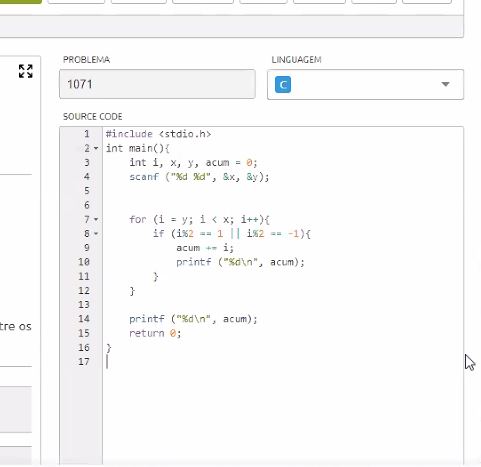 PROBLEMA
LINGUAGEM
1071
C
SOURCE CODE
1 #include <stdio.h>
2 int main(){
3     int i, x, y, acum = 0;
4     scanf ("%d %d", &x, &y);
5
6
7     for (i = y; i < x; i++){
8         if (i%2 == 1 || i%2 == -1){
9             acum += i;
10             printf ("%d\n", acum);
11         }
12     }
13
14     printf ("%d\n", acum);
15     return 0;
16 }
17
tre os